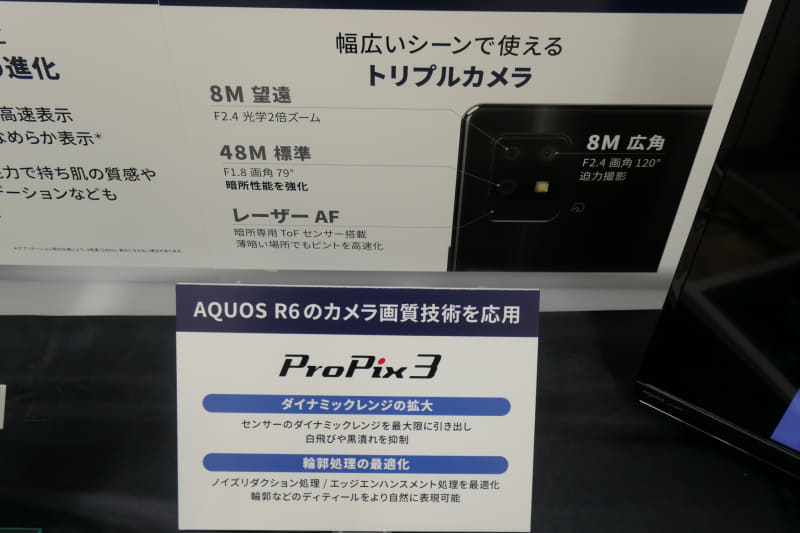 の進化
高速表示
なめらか表示*
力で持ち肌の質感や
デーションなども
幅広いシーンで使える
トリプルカメラ
8M 望遠
F2.4 光学2倍ズーム
48M 標準
F1.8 画角 79°
暗所性能を強化
レーザー AF
暗所専用 ToF センサー搭載
薄暗い場所でもピントを高速化
8M 広角
F2.4 画角 120°
迫力撮影
AQUOS R6のカメラ画質技術を応用
ProPix3
ダイナミックレンジの拡大
センサーのダイナミックレンジを最大限に引き出し
白飛びや黒潰れを抑制
輪郭処理の最適化
ノイズリダクション処理 / エッジエンハンスメント処理を最適化
輪郭などのディティールをより自然に表現可能
AQUOS